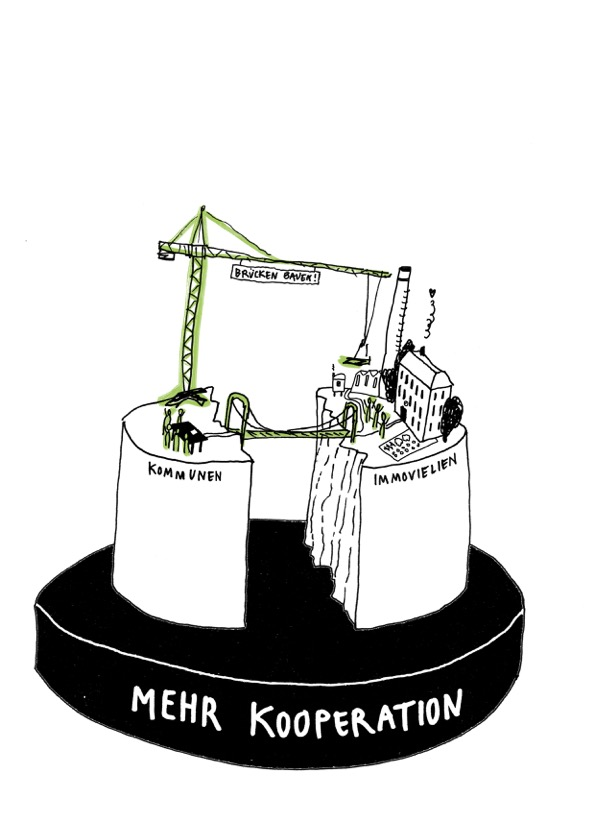 BRÜCKEN BAUEN!
KOMMUNEN
IMMOVIELIEN
MEHR KOOPERATION